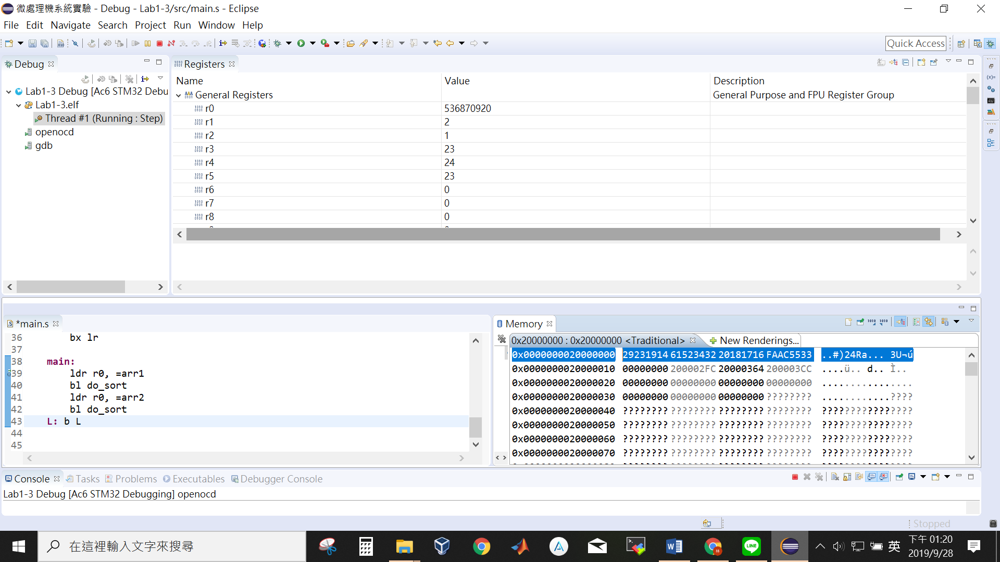 微處理機系統實驗 - Debug - Lab1-3/src/main.s - Eclipse
File Edit Navigate Search Project Run Window Help
Quick Access
Debug
Lab1-3 Debug [Ac6 STM32 Debu
Lab1-3.elf
Thread #1 (Running : Step)
openocd
gdb
Registers
Name Value Description
General Registers General Purpose and FPU Register Group
r0 536870920
r1 2
r2 1
r3 23
r4 24
r5 23
r6 0
r7 0
r8 0
*main.s
36 bx lr
37
38 main:
39 ldr r0, =arr1
40 bl do_sort
41 ldr r0, =arr2
42 bl do_sort
43 L: b L
44
45
Memory
0x20000000 : 0x20000000 <Traditional> New Renderings...
0x0000000020000000 29231914 61523432 20181716 FAAC5533 ..#)24Ra... 3U¬ú
0x0000000020000010 00000000 200002FC 20000364 200003CC ....ü.. d.. Ì..
0x0000000020000020 00000000 00000000 00000000 00000000 ................
0x0000000020000030 00000000 00000000 00000000 ???????? ............????
0x0000000020000040 ???????? ???????? ???????? ???????? ????????????????
0x0000000020000050 ???????? ???????? ???????? ???????? ????????????????
0x0000000020000060 ???????? ???????? ???????? ???????? ????????????????
0x0000000020000070 ???????? ???????? ???????? ???????? ????????????????
Console Tasks Problems Executables Debugger Console
Lab1-3 Debug [Ac6 STM32 Debugging] openocd
Stopped
在這裡輸入文字來搜尋
LINE
英
下午 01:20
2019/9/28